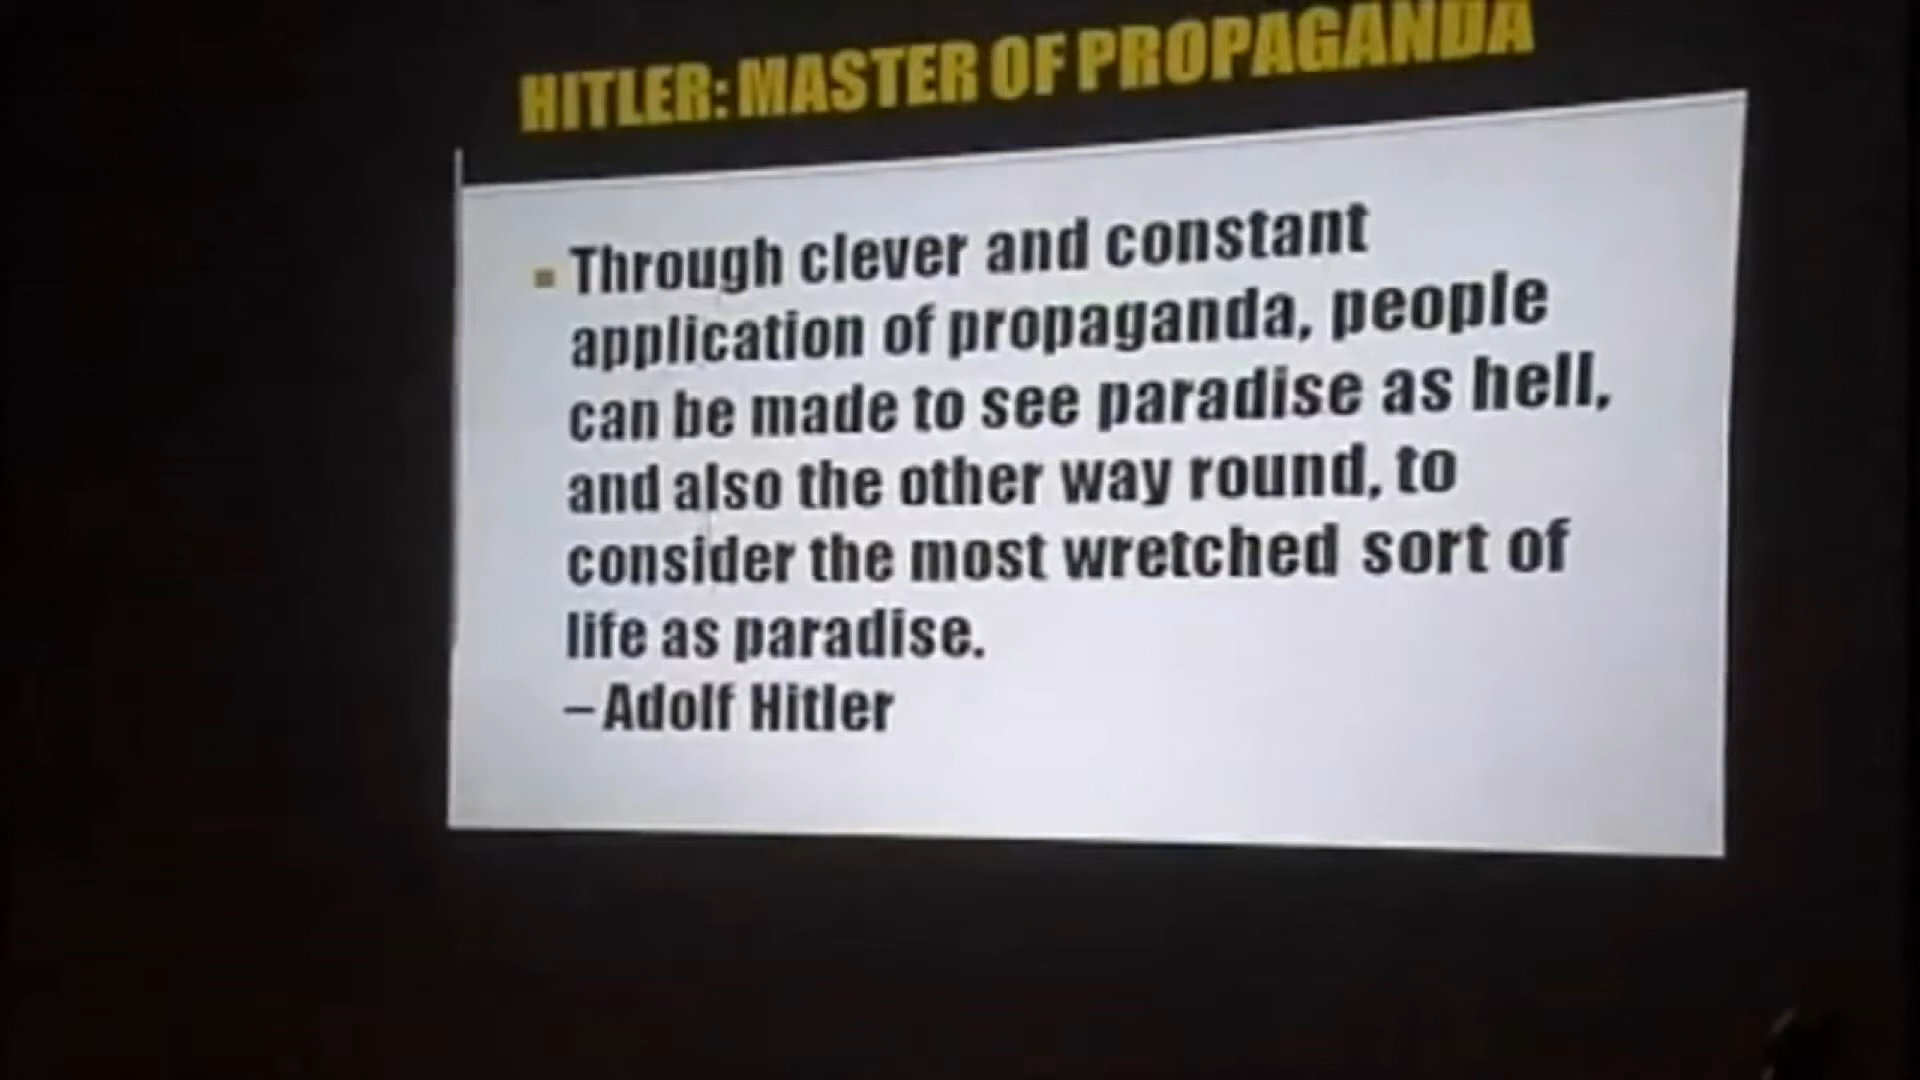 HITLER: MASTER OF PROPAGANDA
Through clever and constant
application of propaganda, people
can be made to see paradise as hell,
and also the other way round, to
consider the most wretched sort of
life as paradise.
– Adolf Hitler